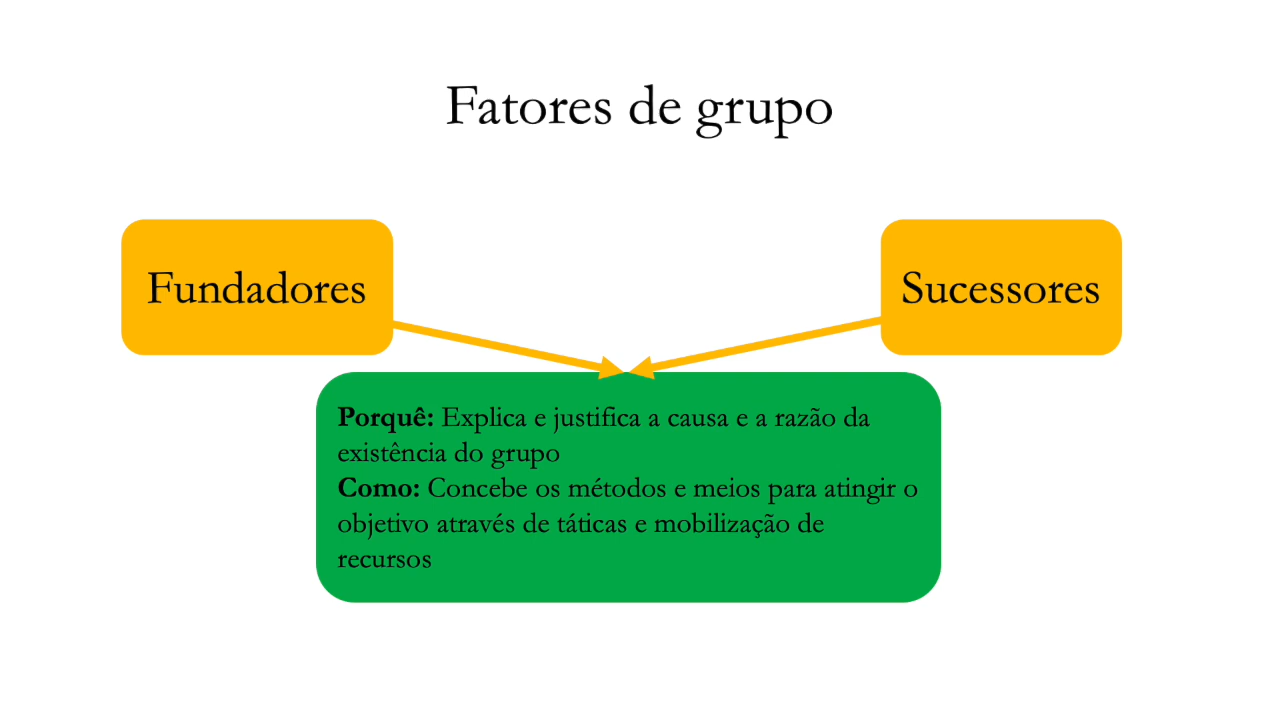 Fatores de grupo
Fundadores
Sucessores
Porquê: Explica e justifica a causa e a razão da
existência do grupo
Como: Concebe os métodos e meios para atingir o
objetivo através de táticas e mobilização de
recursos